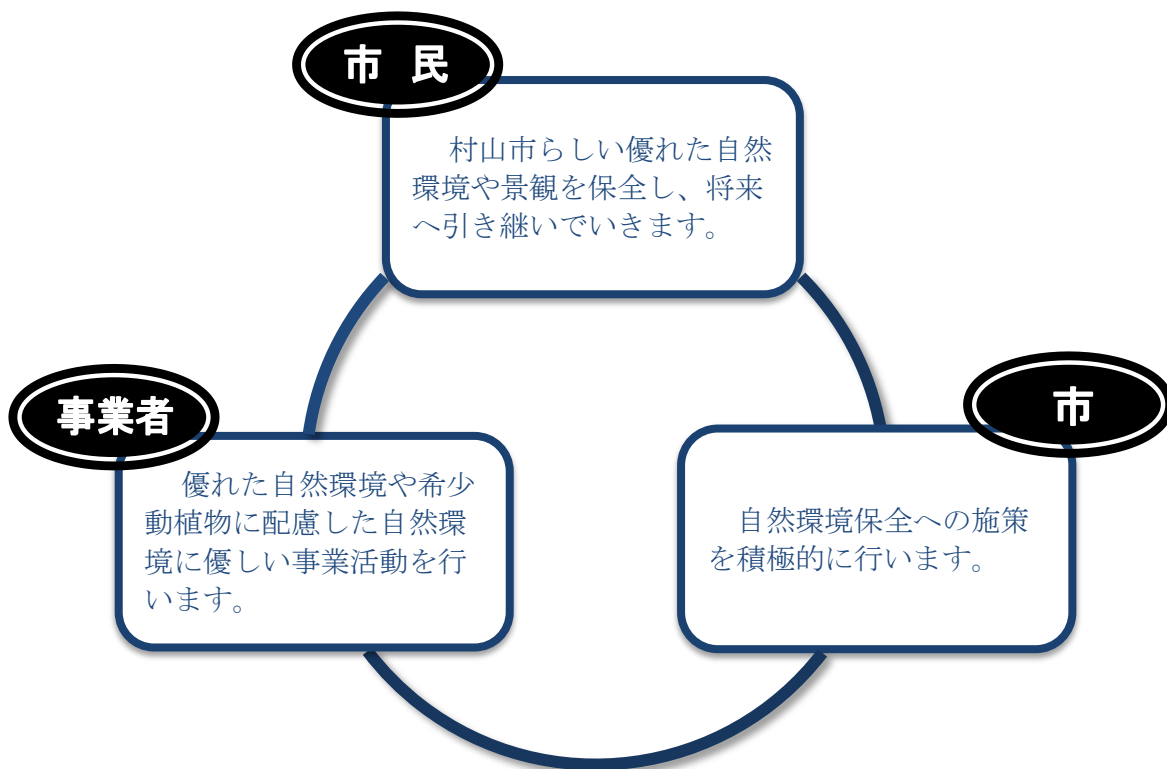 市 民
村山市らしい優れた自然
環境や景観を保全し、将来
へ引き継いでいきます。
事業者
優れた自然環境や希少
動植物に配慮した自然環
境に優しい事業活動を行
います。
市
自然環境保全への施策
を積極的に行います。